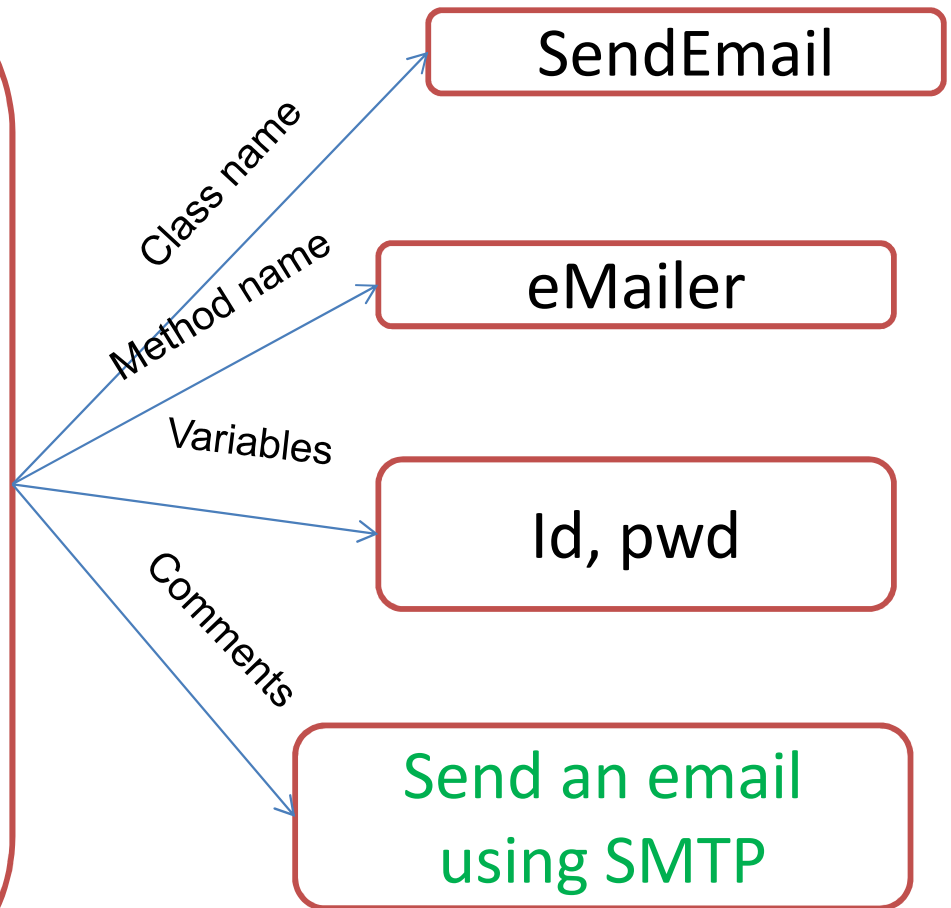 Class name
SendEmail
Method name
eMailer
Variables
Id, pwd
Comments
Send an email
using SMTP